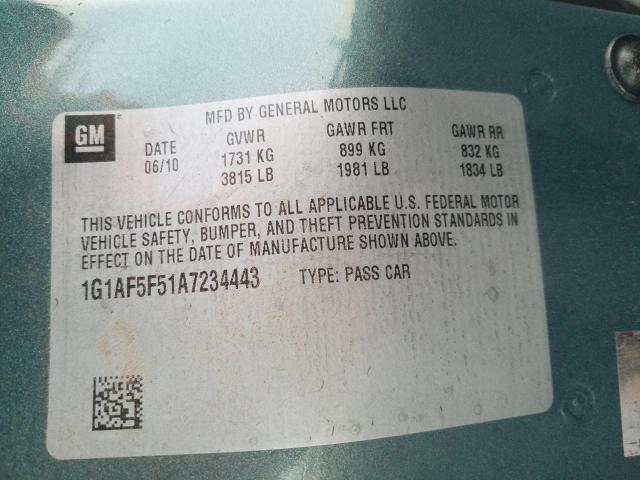 MFD BY GENERAL MOTORS LLC
GM
DATE GVWR GAWR FRT GAWR RR
06/10 1731 KG 899 KG 832 KG
3815 LB 1981 LB 1834 LB
THIS VEHICLE CONFORMS TO ALL APPLICABLE U.S. FEDERAL MOTOR
VEHICLE SAFETY, BUMPER, AND THEFT PREVENTION STANDARDS IN
EFFECT ON THE DATE OF MANUFACTURE SHOWN ABOVE.
1G1AF5F51A7234443 TYPE: PASS CAR